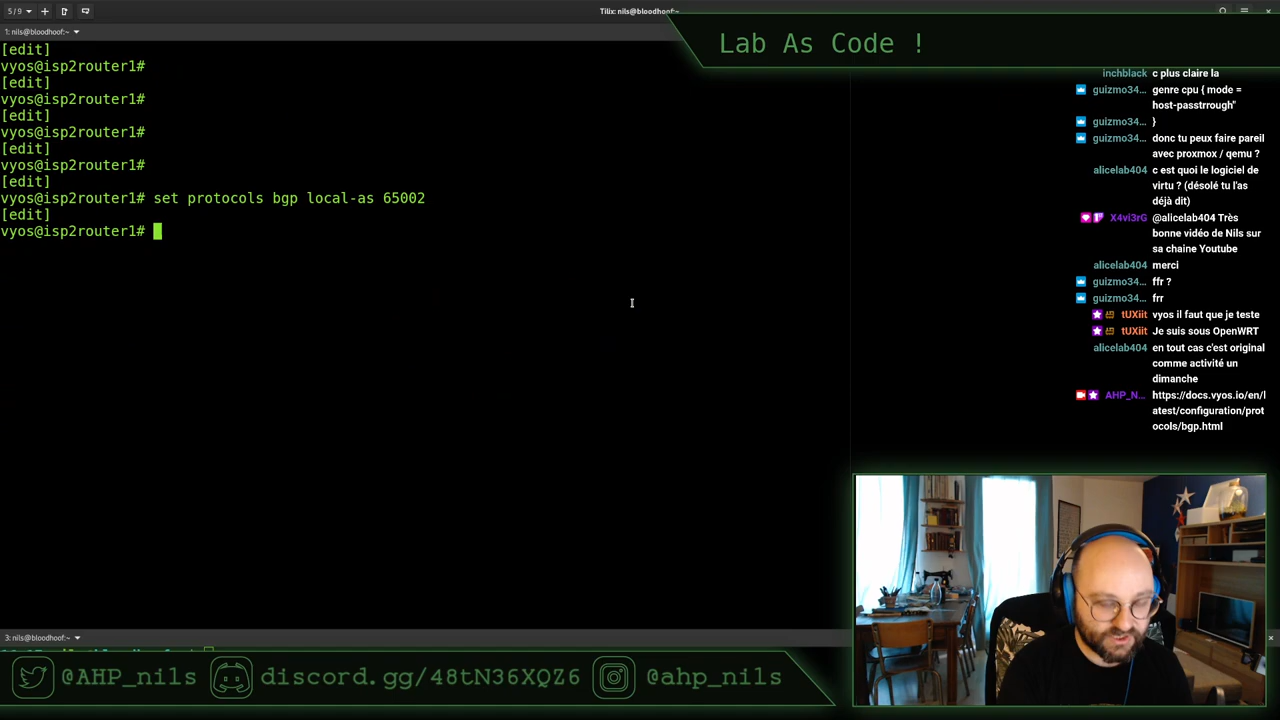 5/9
Tilix: nils@bloodhoof:~
1: nils@bloodhoof:~
Lab As Code !
[edit]
vyos@isp2router1#
[edit]
vyos@isp2router1#
[edit]
vyos@isp2router1#
[edit]
vyos@isp2router1#
[edit]
vyos@isp2router1# set protocols bgp local-as 65002
[edit]
vyos@isp2router1#
inchblack c plus claire la
guizmo34... genre cpu { mode =
host-passtrrough"
guizmo34... }
guizmo34... donc tu peux faire pareil
avec proxmox / qemu ?
alicelab404 c est quoi le logiciel de
virtu ? (désolé tu l'as
déjà dit)
X4vi3rG @alicelab404 Très
bonne vidéo de Nils sur
sa chaine Youtube
alicelab404 merci
guizmo34... ffr ?
guizmo34... frr
tUXiit vyos il faut que je teste
tUXiit Je suis sous OpenWRT
alicelab404 en tout cas c'est original
comme activité un
dimanche
AHP_N... https://docs.vyos.io/en/l
atest/configuration/prot
ocols/bgp.html
3: nils@bloodhoof:~
@AHP_nils
discord.gg/48tN36XQZ6
@ahp_nils